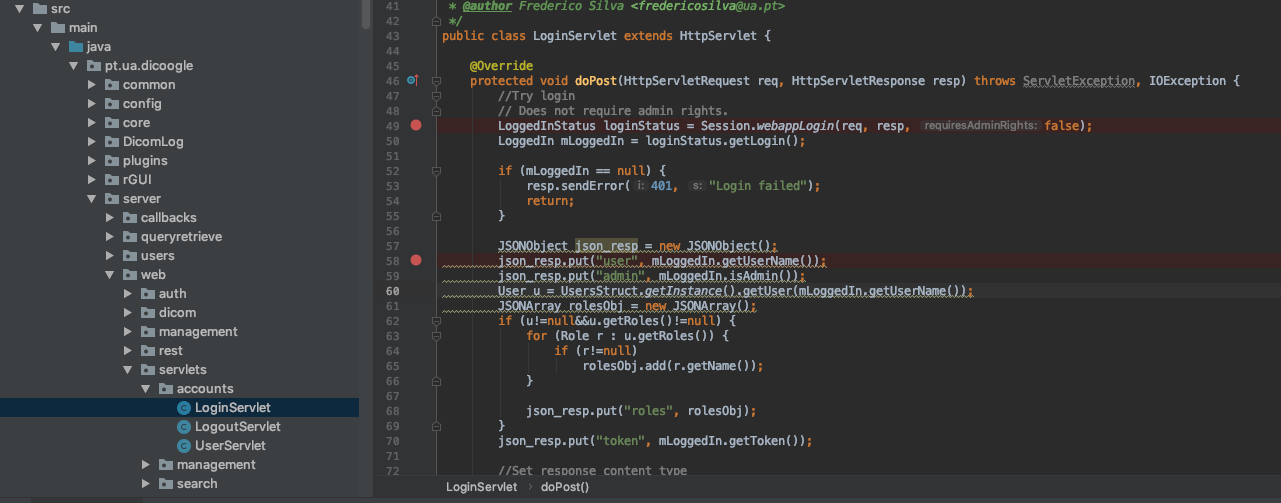 src
main
java
pt.ua.dicoogle
common
config
core
DicomLog
plugins
rGUI
server
callbacks
queryretrieve
users
web
auth
dicom
management
rest
servlets
accounts
LoginServlet
LogoutServlet
UserServlet
management
search
41 * @author Frederico Silva <fredericosilva@ua.pt>
42 */
43 public class LoginServlet extends HttpServlet {
44
45 @Override
46 protected void doPost(HttpServletRequest req, HttpServletResponse resp) throws ServletException, IOException {
47 //Try login
48 // Does not require admin rights.
49 LoggedInStatus loginStatus = Session.webappLogin(req, resp, requiresAdminRights: false);
50 LoggedIn mLoggedIn = loginStatus.getLogin();
51
52 if (mLoggedIn == null) {
53 resp.sendError( i: 401, s: "Login failed");
54 return;
55 }
56
57 JSONObject json_resp = new JSONObject();
58 json_resp.put("user", mLoggedIn.getUserName());
59 json_resp.put("admin", mLoggedIn.isAdmin());
60 User u = UsersStruct.getInstance().getUser(mLoggedIn.getUserName());
61 JSONArray rolesObj = new JSONArray();
62 if (u!=null&&u.getRoles()!=null) {
63 for (Role r : u.getRoles()) {
64 if (r!=null)
65 rolesObj.add(r.getName());
66 }
67
68 json_resp.put("roles", rolesObj);
69 }
70 json_resp.put("token", mLoggedIn.getToken());
71
72 //Set response content type
LoginServlet › doPost()